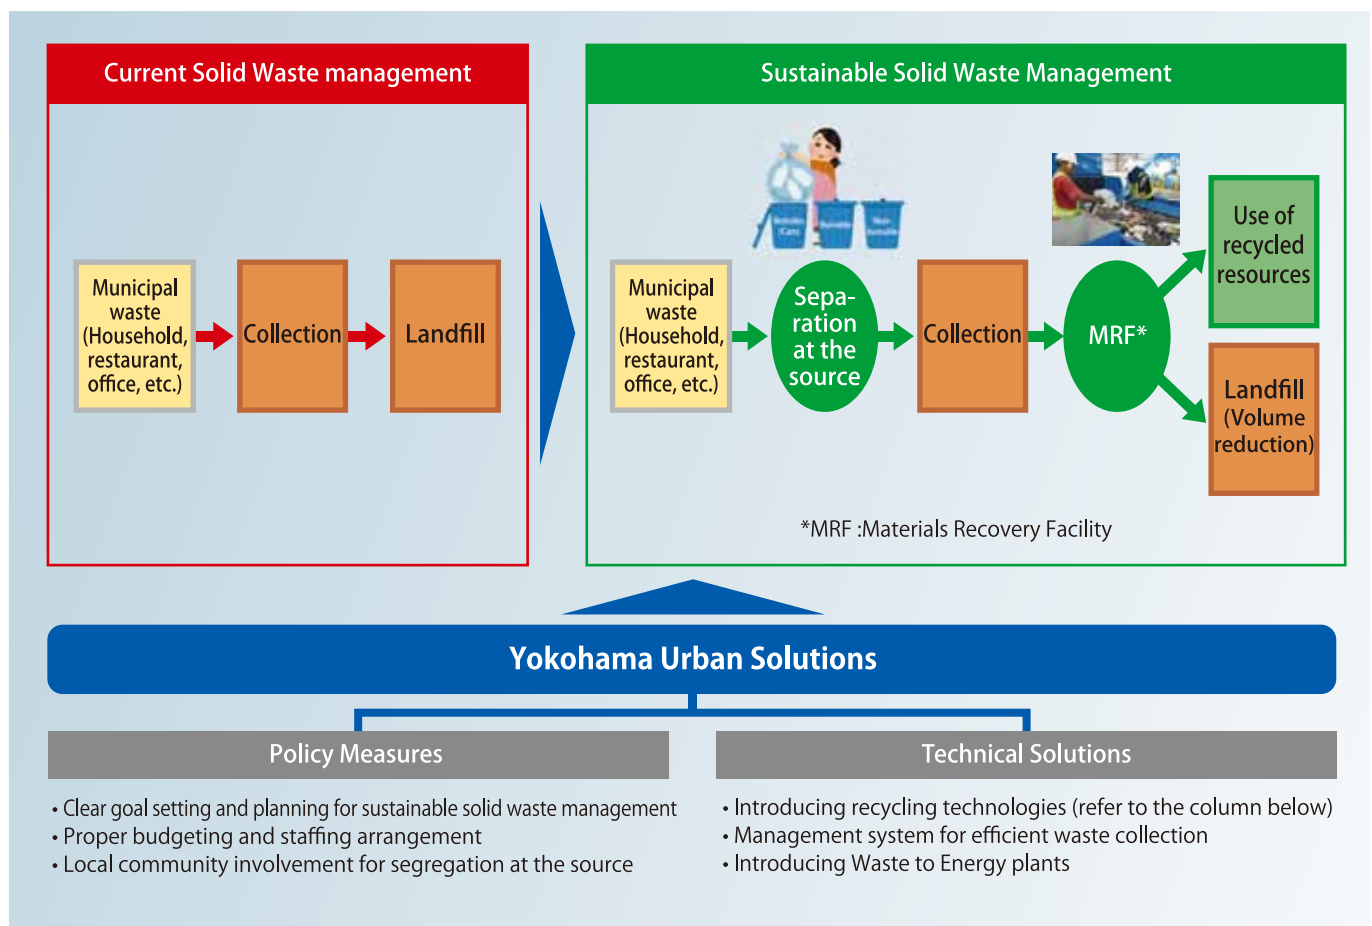 Current Solid Waste management
Municipal
waste
(Household,
restaurant,
office, etc.)
Collection
Landfill
Sustainable Solid Waste Management
Municipal
waste
(Household,
restaurant,
office, etc.)
Sepa-
ration
at the
source
Collection
MRF*
Use of
recycled
resources
Landfill
(Volume
reduction)
*MRF :Materials Recovery Facility
Yokohama Urban Solutions
Policy Measures
• Clear goal setting and planning for sustainable solid waste management
• Proper budgeting and staffing arrangement
• Local community involvement for segregation at the source
Technical Solutions
• Introducing recycling technologies (refer to the column below)
• Management system for efficient waste collection
• Introducing Waste to Energy plants